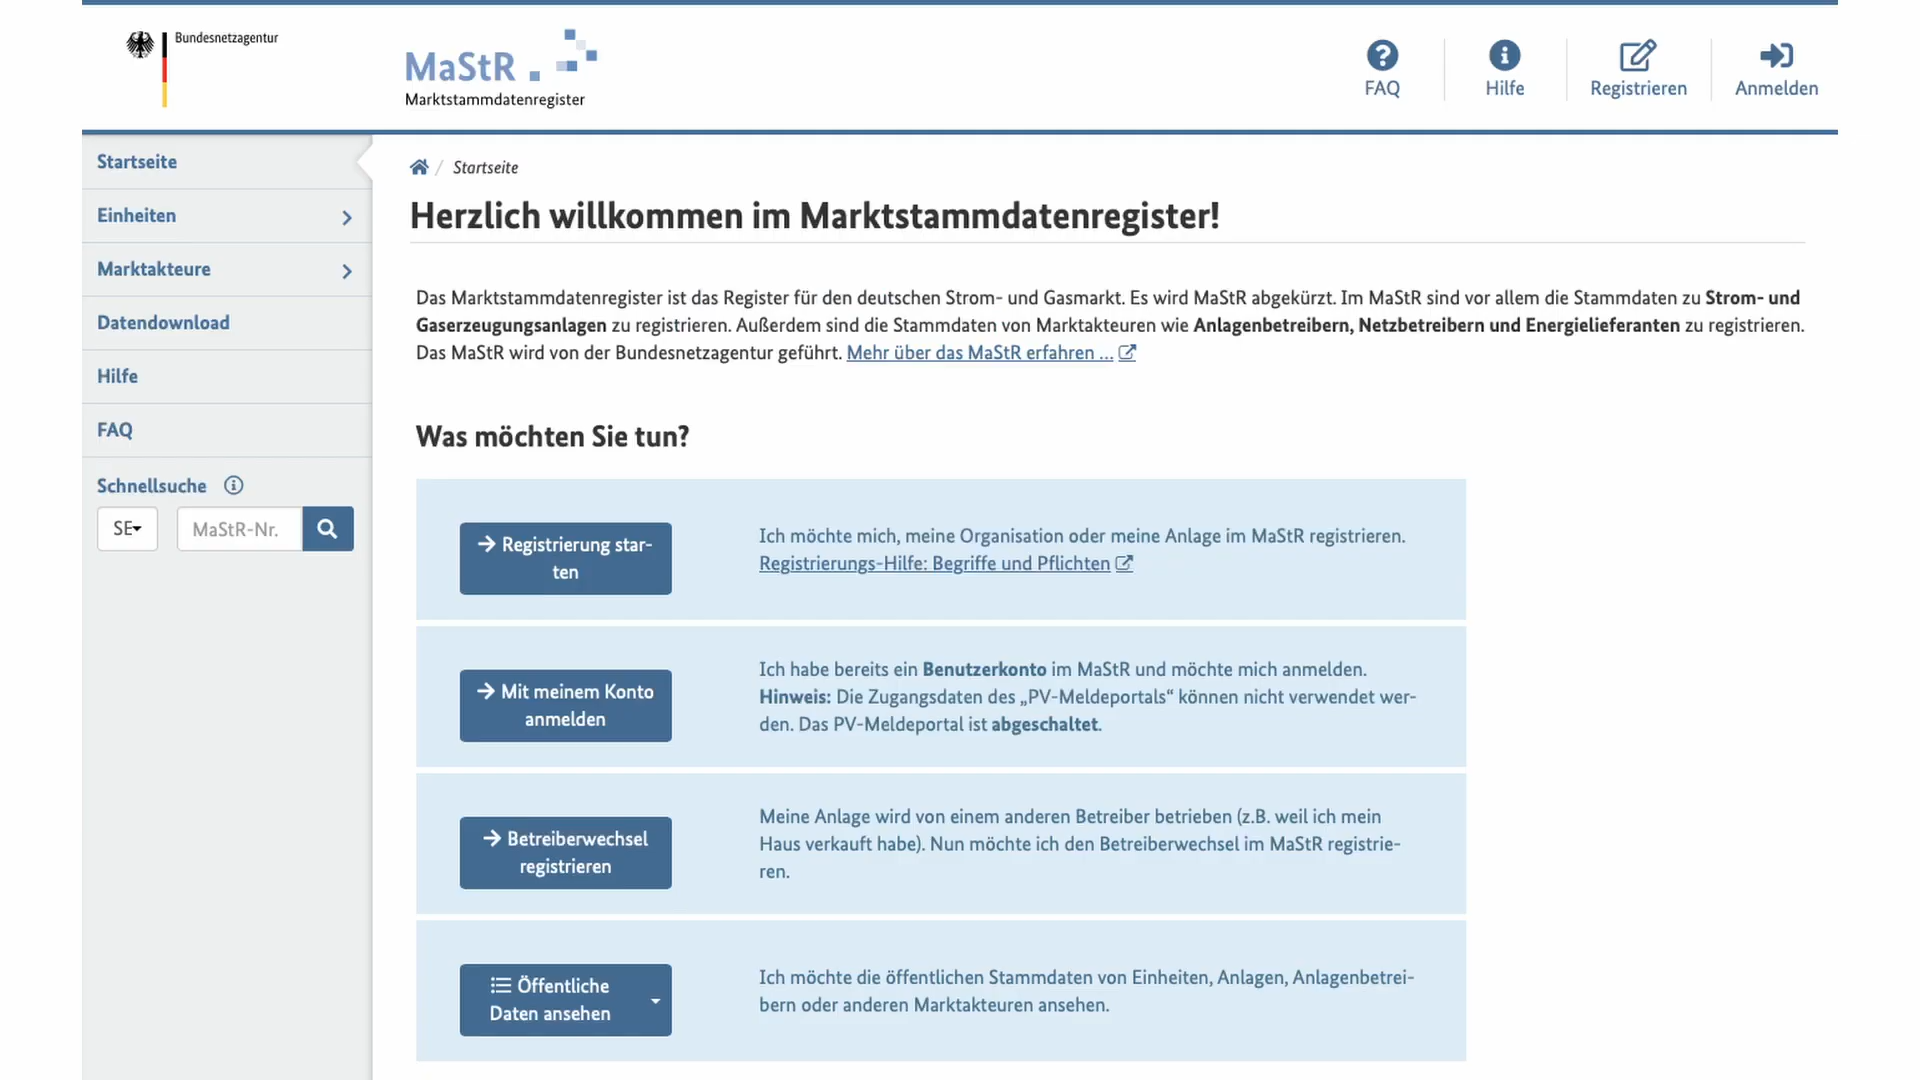 Bundesnetzagentur
MaStR
Marktstammdatenregister
FAQ
Hilfe
Registrieren
Anmelden
Startseite
Einheiten
Marktakteure
Datendownload
Hilfe
FAQ
Schnellsuche
SE
MaStR-Nr.
/ Startseite
Herzlich willkommen im Marktstammdatenregister!
Das Marktstammdatenregister ist das Register für den deutschen Strom- und Gasmarkt. Es wird MaStR abgekürzt. Im MaStR sind vor allem die Stammdaten zu Strom- und
Gaserzeugungsanlagen zu registrieren. Außerdem sind die Stammdaten von Marktakteuren wie Anlagenbetreibern, Netzbetreibern und Energielieferanten zu registrieren.
Das MaStR wird von der Bundesnetzagentur geführt. Mehr über das MaStR erfahren ...
Was möchten Sie tun?
Registrierung star-
ten
Ich möchte mich, meine Organisation oder meine Anlage im MaStR registrieren.
Registrierungs-Hilfe: Begriffe und Pflichten
Mit meinem Konto
anmelden
Ich habe bereits ein Benutzerkonto im MaStR und möchte mich anmelden.
Hinweis: Die Zugangsdaten des „PV-Meldeportals“ können nicht verwendet wer-
den. Das PV-Meldeportal ist abgeschaltet.
Betreiberwechsel
registrieren
Meine Anlage wird von einem anderen Betreiber betrieben (z.B. weil ich mein
Haus verkauft habe). Nun möchte ich den Betreiberwechsel im MaStR registrie-
ren.
Öffentliche
Daten ansehen
Ich möchte die öffentlichen Stammdaten von Einheiten, Anlagen, Anlagenbetrei-
bern oder anderen Marktakteuren ansehen.